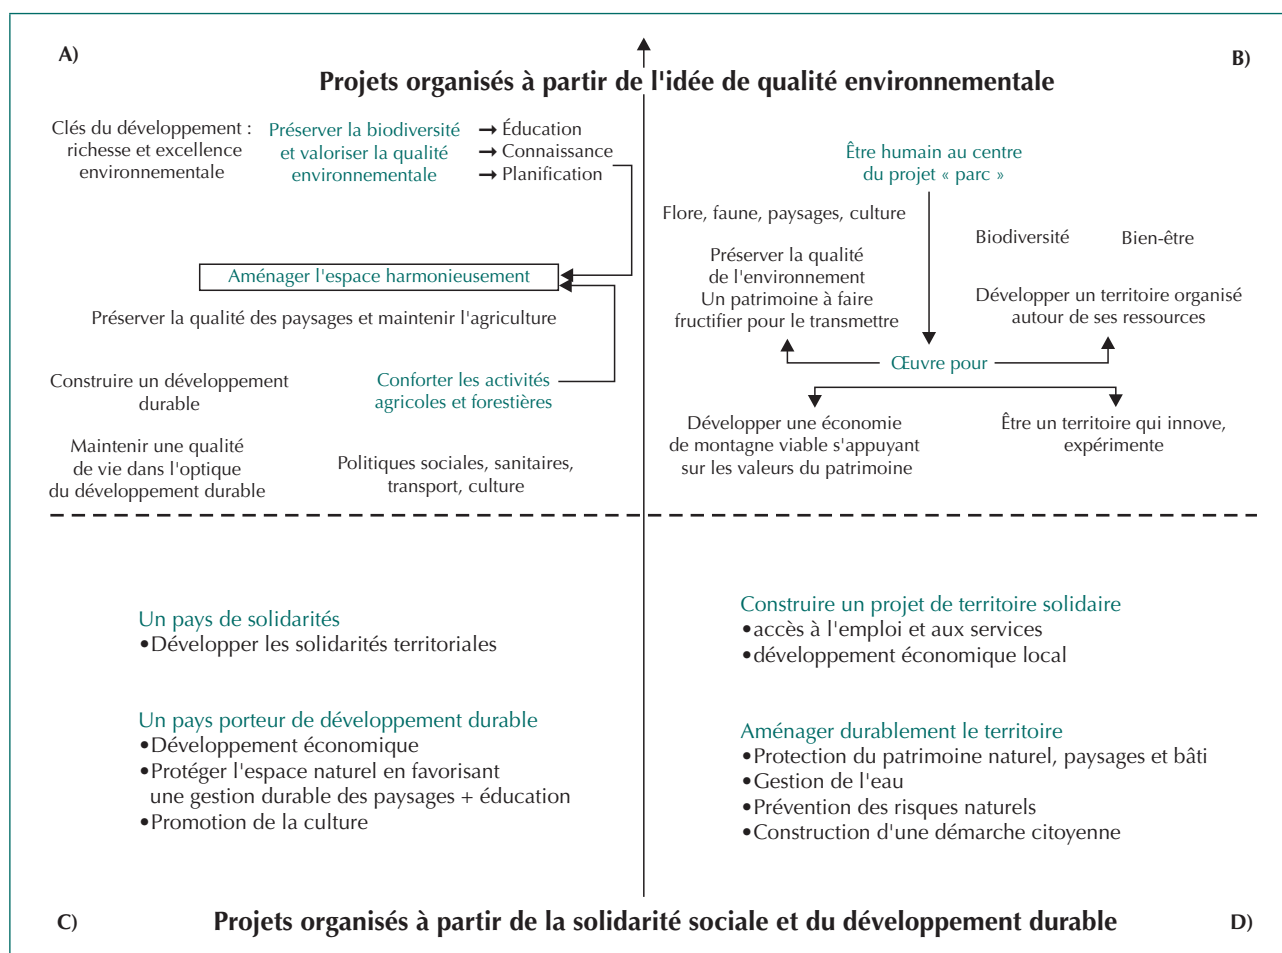 A)
B)
Projets organisés à partir de l'idée de qualité environnementale
Clés du développement :
richesse et excellence
environnementale
Préserver la biodiversité
et valoriser la qualité
environnementale
→ Éducation
→ Connaissance
→ Planification
Aménager l'espace harmonieusement
Préserver la qualité des paysages et maintenir l'agriculture
Construire un développement
durable
Conforter les activités
agricoles et forestières
Maintenir une qualité
de vie dans l'optique
du développement durable
Politiques sociales, sanitaires,
transport, culture
Être humain au centre
du projet « parc »
Flore, faune, paysages, culture
Biodiversité
Bien-être
Préserver la qualité
de l'environnement
Un patrimoine à faire
fructifier pour le transmettre
Développer un territoire organisé
autour de ses ressources
Œuvre pour
Développer une économie
de montagne viable s'appuyant
sur les valeurs du patrimoine
Être un territoire qui innove,
expérimente
Un pays de solidarités
•Développer les solidarités territoriales
Un pays porteur de développement durable
•Développement économique
•Protéger l'espace naturel en favorisant
une gestion durable des paysages + éducation
•Promotion de la culture
Construire un projet de territoire solidaire
•accès à l'emploi et aux services
•développement économique local
Aménager durablement le territoire
•Protection du patrimoine naturel, paysages et bâti
•Gestion de l'eau
•Prévention des risques naturels
•Construction d'une démarche citoyenne
C)
Projets organisés à partir de la solidarité sociale et du développement durable
D)